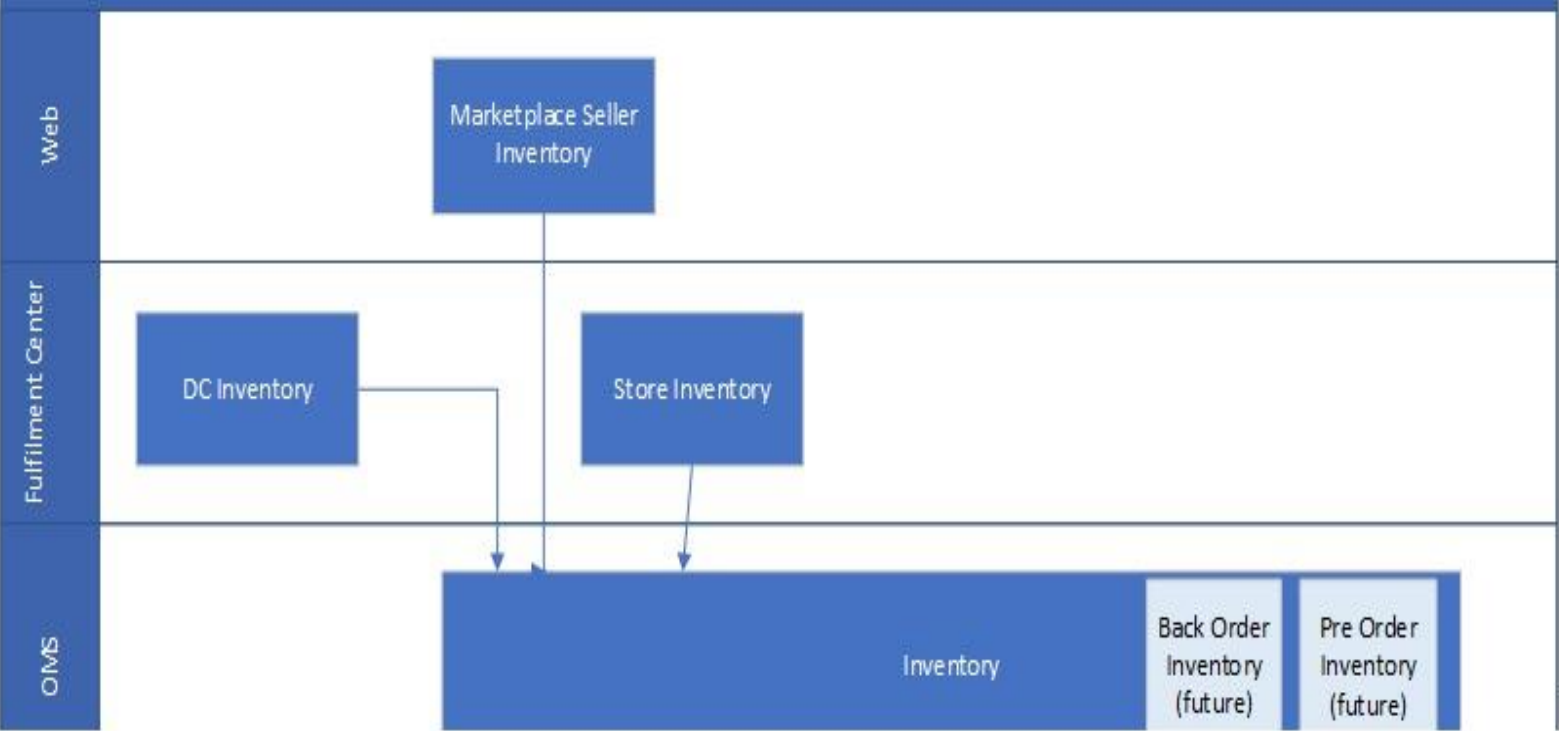 Web
Marketplace Seller
Inventory
Fulfilment Center
DC Inventory
Store Inventory
OMS
Inventory
Back Order
Inventory
(future)
Pre Order
Inventory
(future)